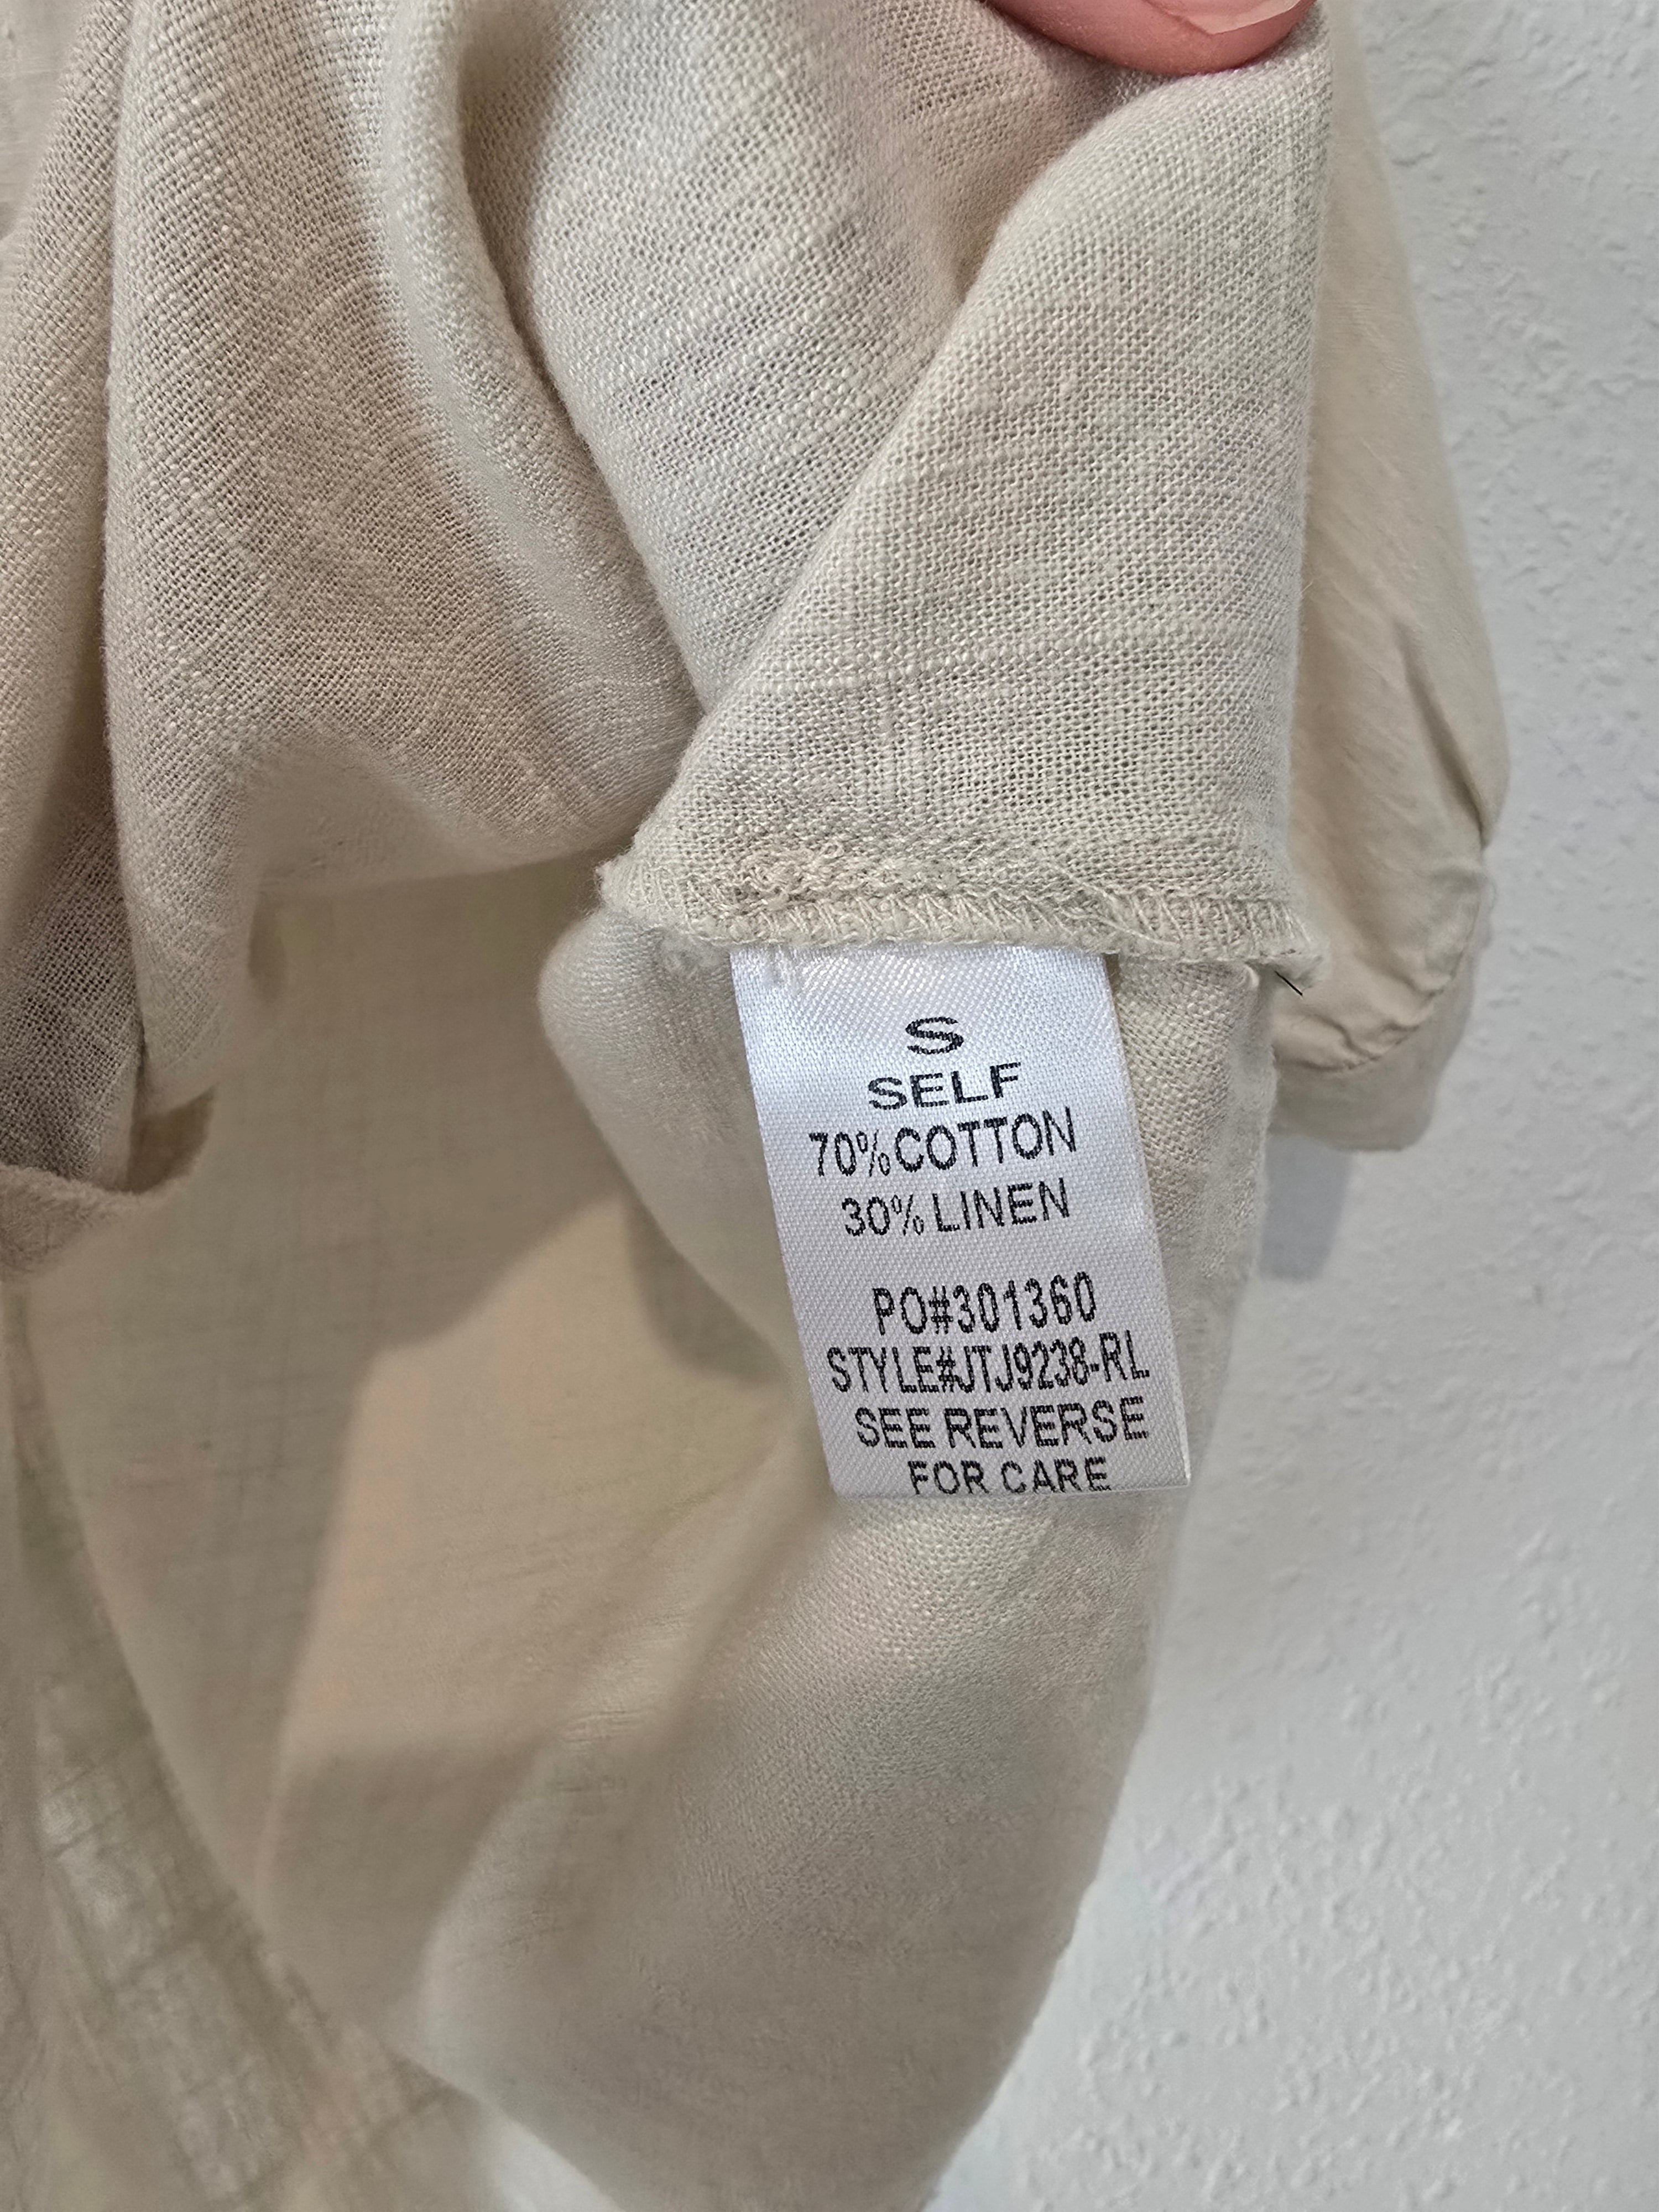 S
SELF
70%COTTON
30% LINEN
PO#301360
STYLE#JTJ9238-RL
SEE REVERSE
FOR CARE